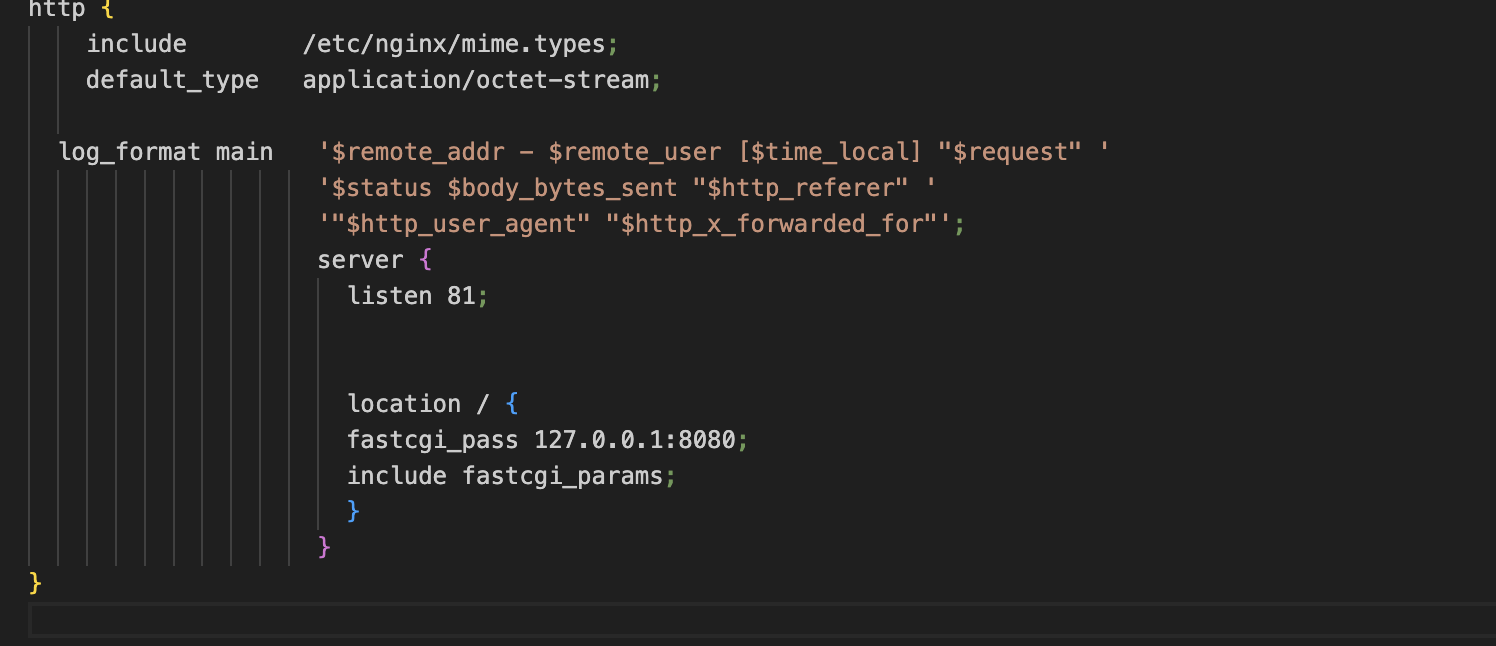 http {
include /etc/nginx/mime.types;
default_type application/octet-stream;
log_format main '$remote_addr - $remote_user [$time_local] "$request" '
'$status $body_bytes_sent "$http_referer" '
'"$http_user_agent" "$http_x_forwarded_for"';
server {
listen 81;
location / {
fastcgi_pass 127.0.0.1:8080;
include fastcgi_params;
}
}
}